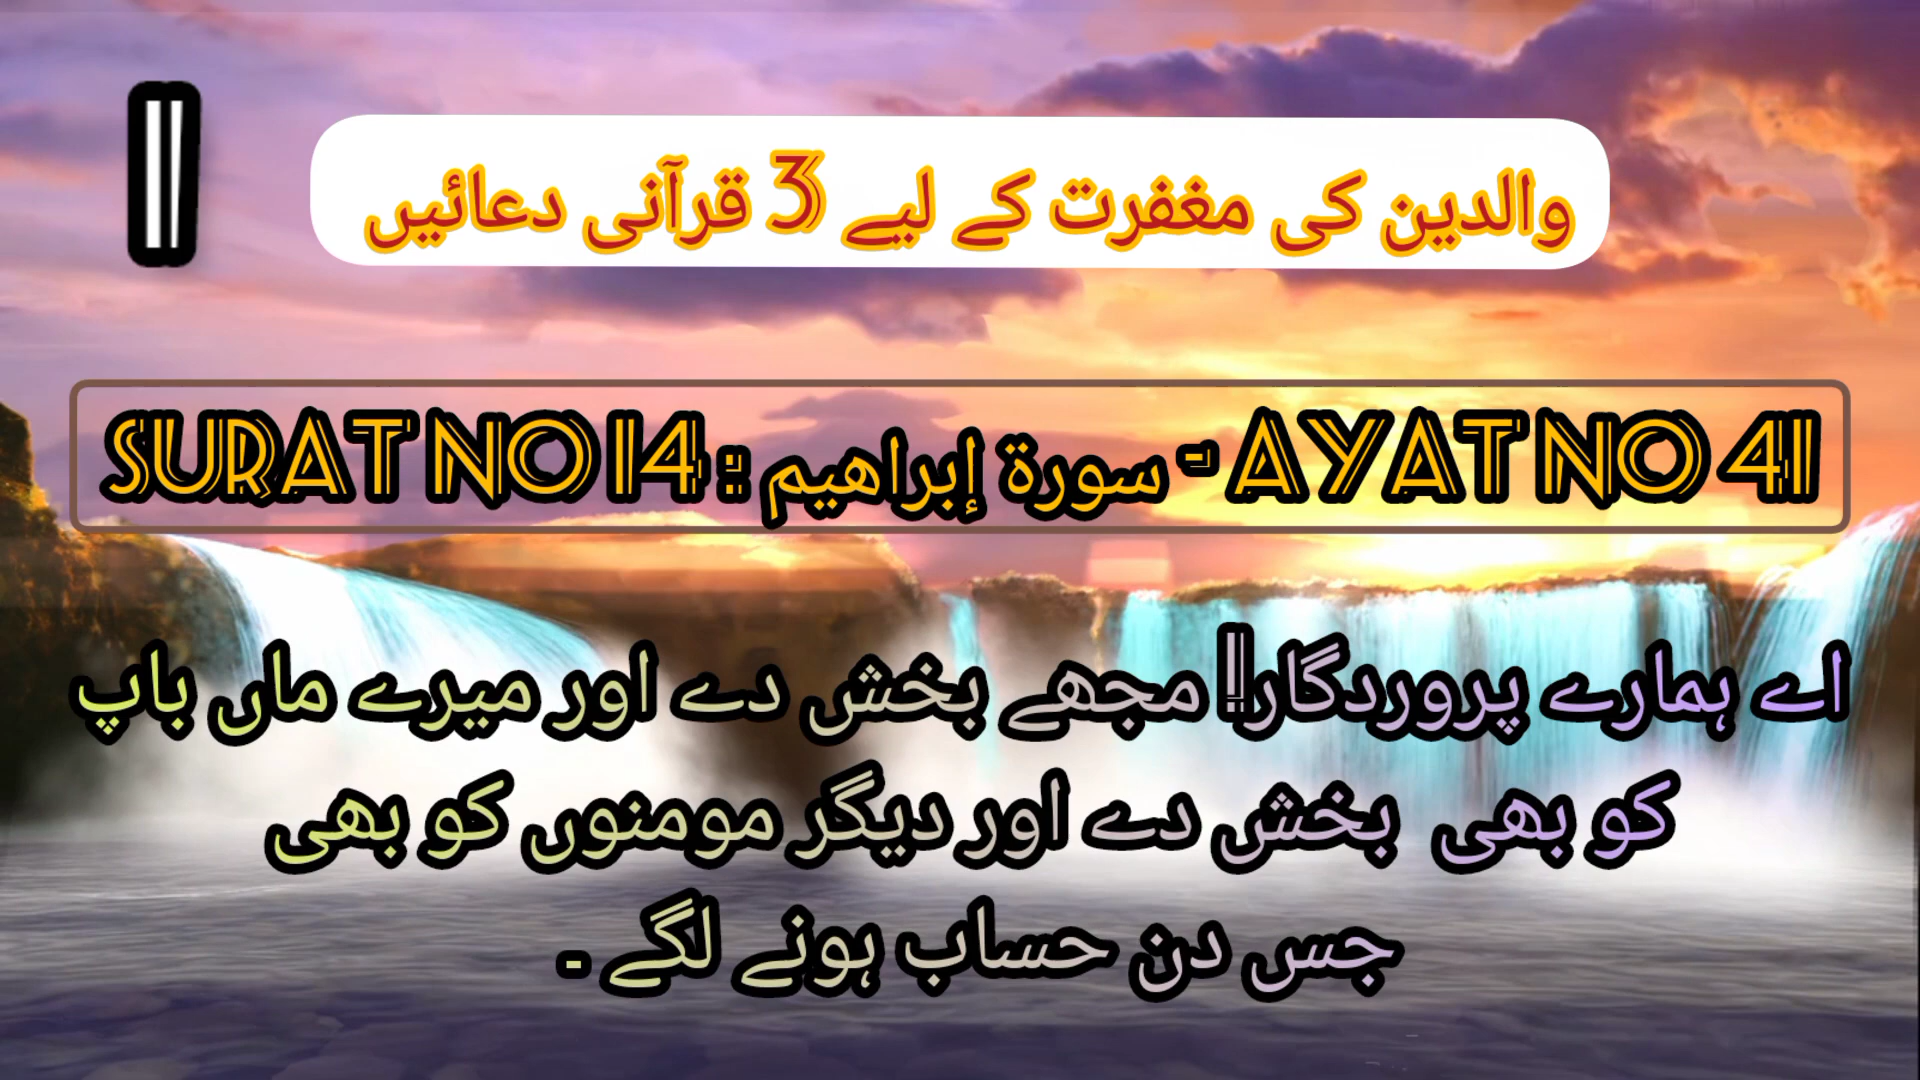 1
والدین کی مغفرت کے لیے 3 قرآنی دعائیں
SURAT NO 14 : سورة إبراهيم - AYAT NO 41
اے ہمارے پروردگار! مجھے بخش دے اور میرے ماں باپ
کو بھی بخش دے اور دیگر مومنوں کو بھی
جس دن حساب ہونے لگے ۔